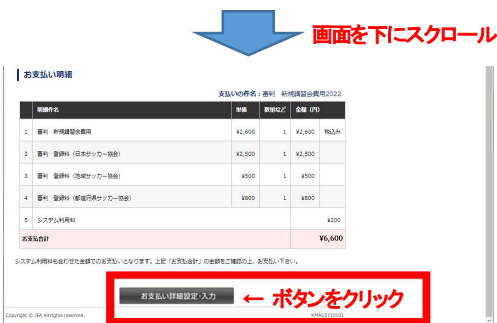 画面を下にスクロール
お支払い明細
支払いの件名：審判　新規講習会費用2022
明細件名 単価 数量など 金額（円）
1 審判　新規講習会費用 ¥2,600 1 ¥2,600 税込み
2 審判　登録料（日本サッカー協会） ¥2,500 1 ¥2,500
3 審判　登録料（地域サッカー協会） ¥500 1 ¥500
4 審判　登録料（都道府県サッカー協会） ¥800 1 ¥800
5 システム利用料 ¥200
お支払合計 ¥6,600
システム利用料も合わせた金額でのお支払いとなります。上記「お支払合計」の金額をご確認の上、お支払い下さい。
お支払い詳細設定・入力 ← ボタンをクリック
Copyright © JFA All rights reserved. KMAU2110101